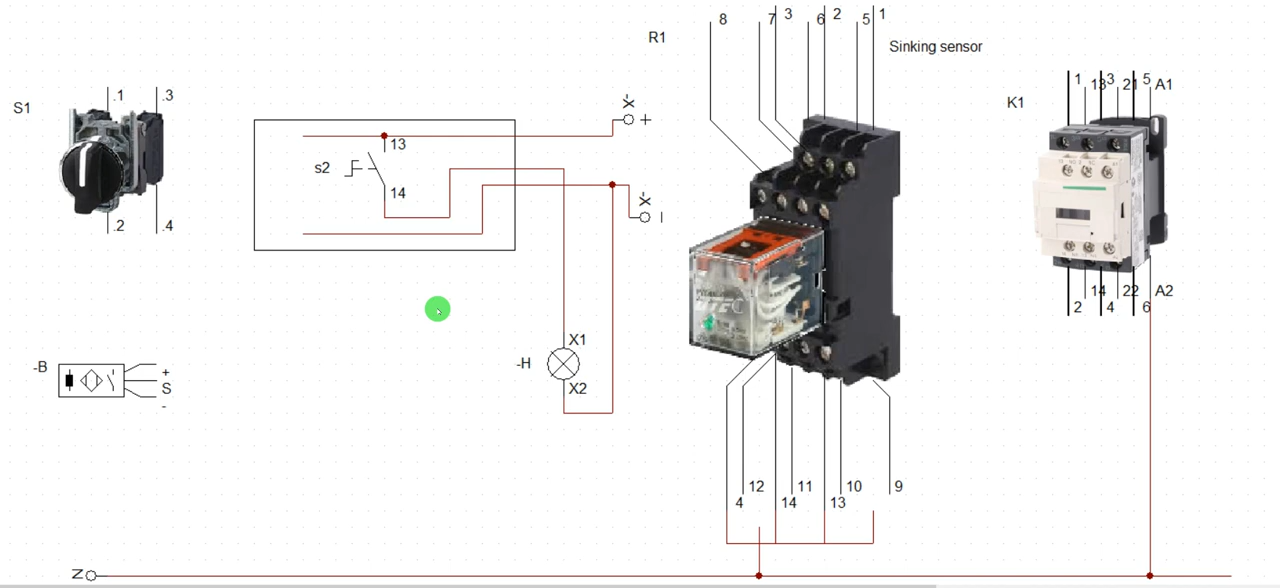 S1
.1
.3
.2
.4
s2
13
14
X-
+
X-
-B
+
S
-
-H
X1
X2
R1
8
7
3
6
2
5
1
Sinking sensor
4
12
14
11
13
10
9
K1
1
13
3
21
5
A1
2
14
4
22
6
A2
N